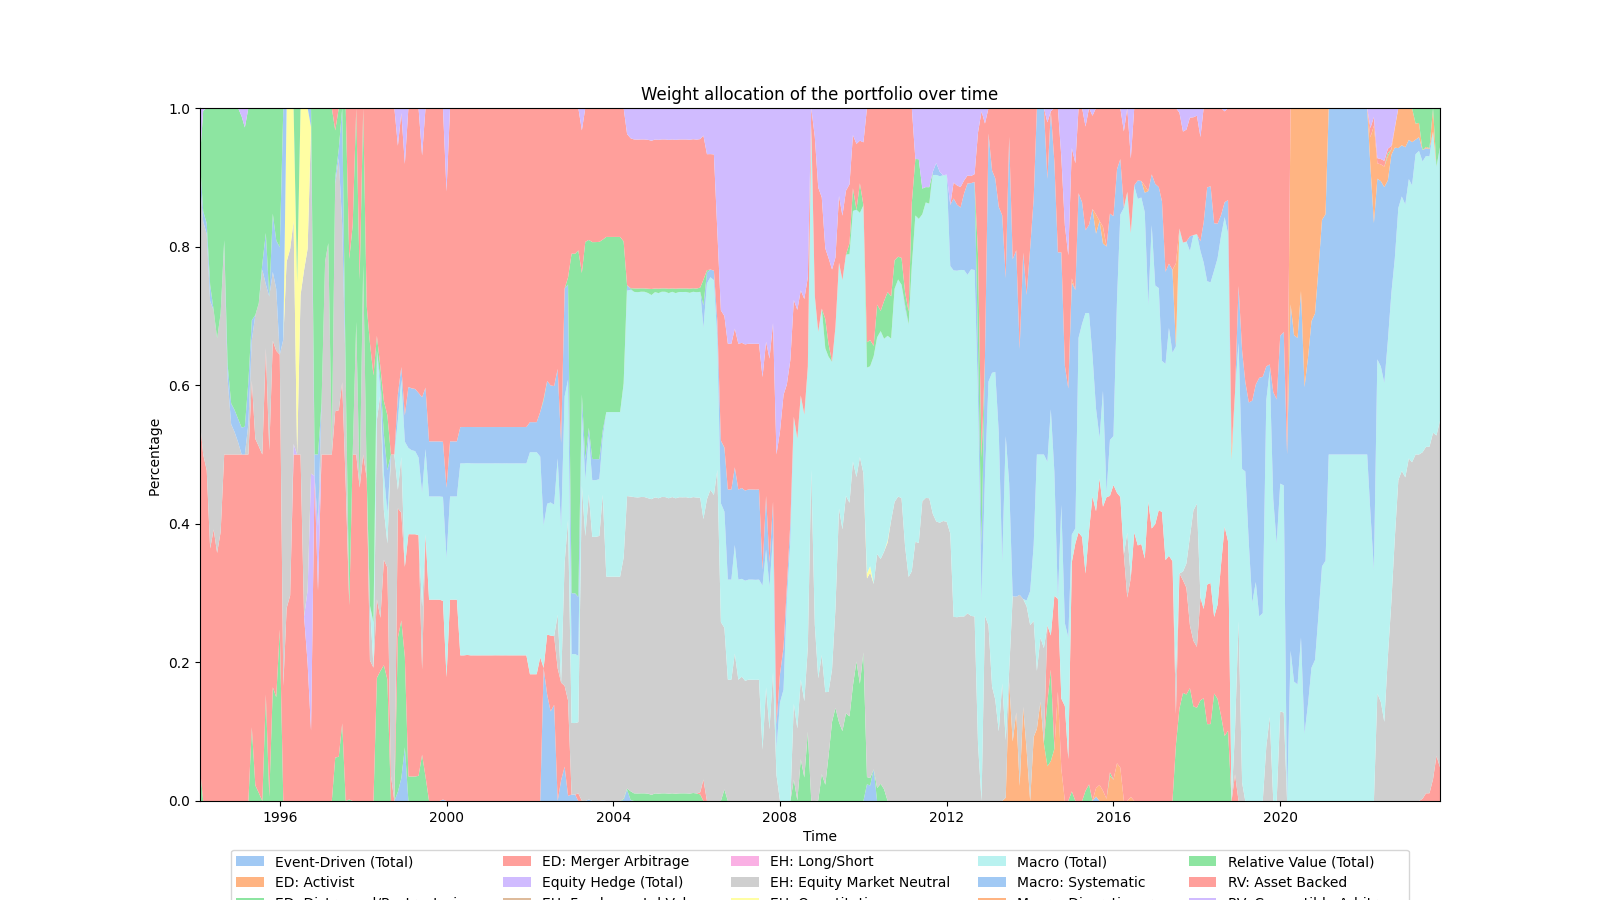 Weight allocation of the portfolio over time
1.0
0.8
0.6
0.4
0.2
0.0
Percentage
1996 2000 2004 2008 2012 2016 2020
Time
Event-Driven (Total) ED: Merger Arbitrage EH: Long/Short Macro (Total) Relative Value (Total)
ED: Activist Equity Hedge (Total) EH: Equity Market Neutral Macro: Systematic RV: Asset Backed